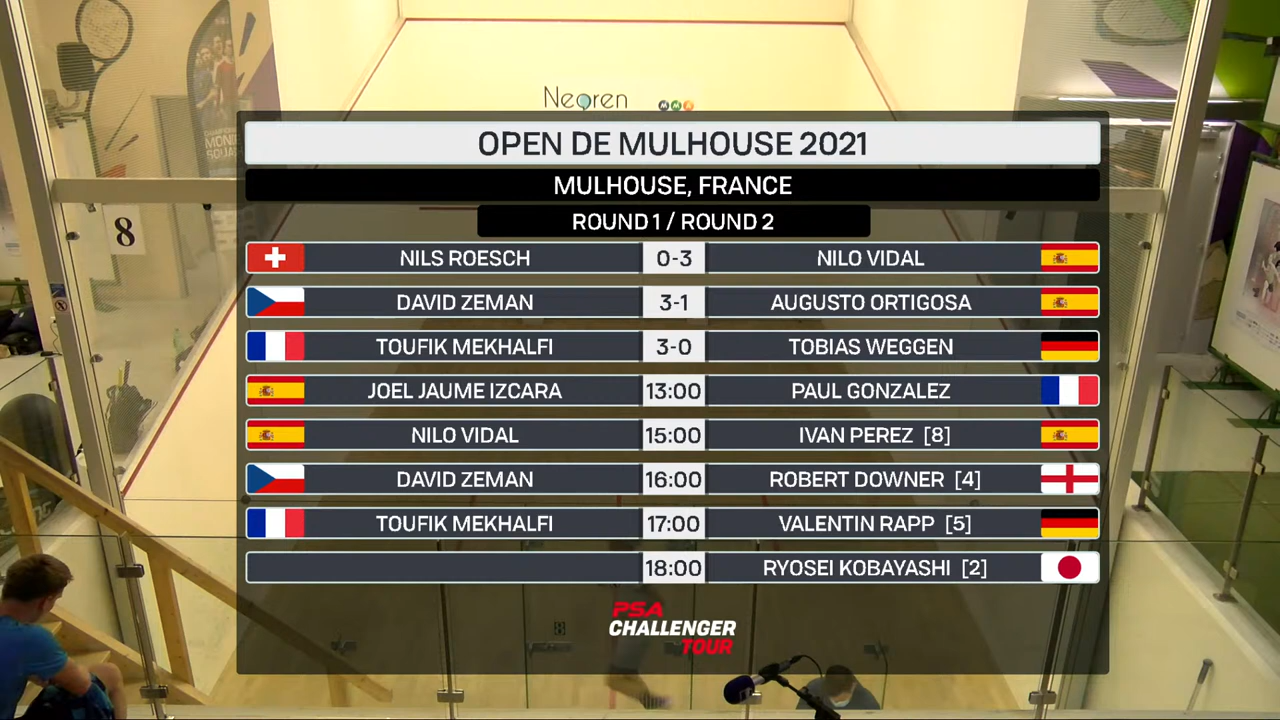 Neoren
OPEN DE MULHOUSE 2021
MULHOUSE, FRANCE
ROUND 1 / ROUND 2
8
NILS ROESCH 0-3 NILO VIDAL
DAVID ZEMAN 3-1 AUGUSTO ORTIGOSA
TOUFIK MEKHALFI 3-0 TOBIAS WEGGEN
JOEL JAUME IZCARA 13:00 PAUL GONZALEZ
NILO VIDAL 15:00 IVAN PEREZ [8]
DAVID ZEMAN 16:00 ROBERT DOWNER [4]
TOUFIK MEKHALFI 17:00 VALENTIN RAPP [5]
18:00 RYOSEI KOBAYASHI [2]
PSA
CHALLENGER
TOUR
8